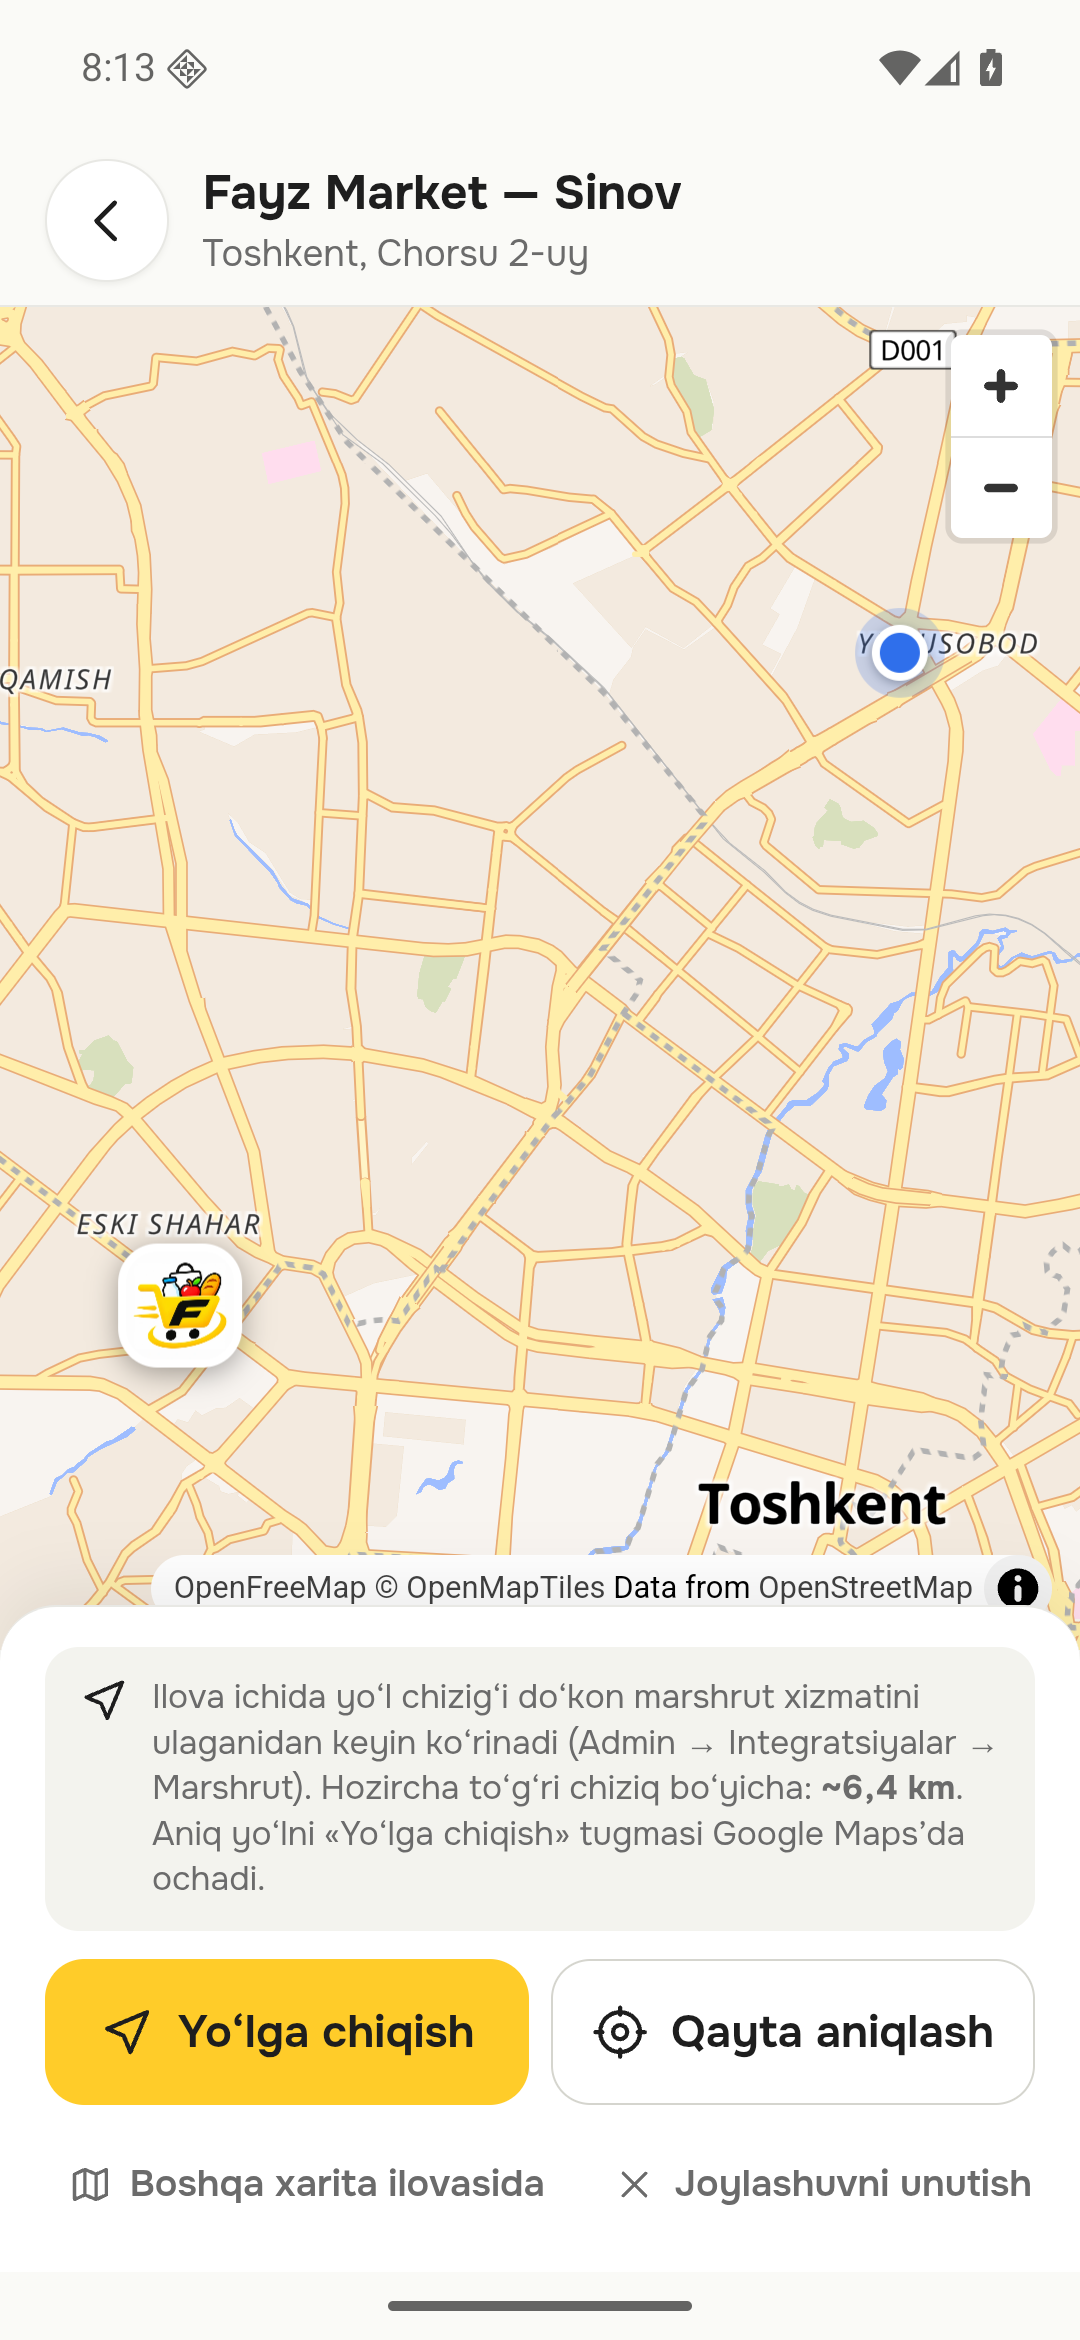 8:13
Fayz Market — Sinov
Toshkent, Chorsu 2-uy
D001
+
−
QAMISH
ESKI SHAHAR
F
Toshkent
OpenFreeMap © OpenMapTiles Data from OpenStreetMap
Ilova ichida yo‘l chizig‘i do‘kon marshrut xizmatini
ulaganidan keyin ko‘rinadi (Admin → Integratsiyalar →
Marshrut). Hozircha to‘g‘ri chiziq bo‘yicha: ~6,4 km.
Aniq yo‘lni «Yo‘lga chiqish» tugmasi Google Maps’da
ochadi.
Yo‘lga chiqish
Qayta aniqlash
Boshqa xarita ilovasida
Joylashuvni unutish